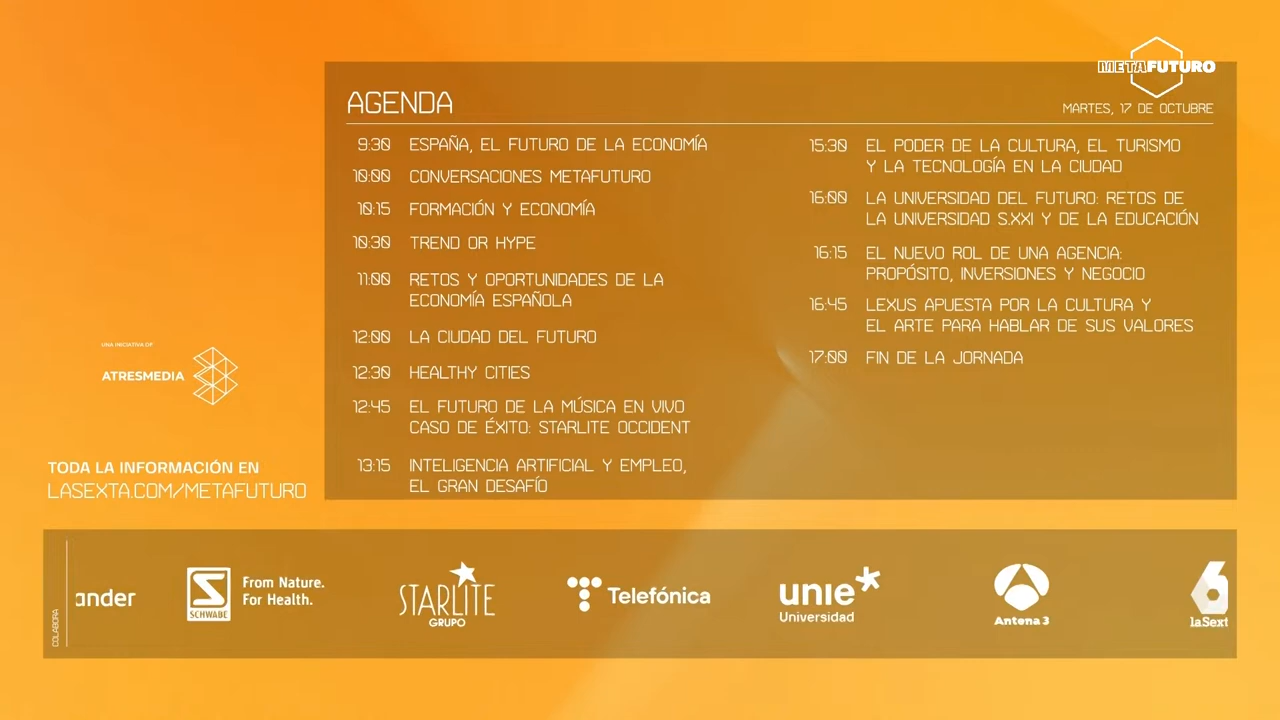 METAFUTURO
AGENDA
MARTES, 17 DE OCTUBRE
9:30 ESPAÑA, EL FUTURO DE LA ECONOMÍA
10:00 CONVERSACIONES METAFUTURO
10:15 FORMACIÓN Y ECONOMÍA
10:30 TREND OR HYPE
11:00 RETOS Y OPORTUNIDADES DE LA
ECONOMÍA ESPAÑOLA
12:00 LA CIUDAD DEL FUTURO
12:30 HEALTHY CITIES
12:45 EL FUTURO DE LA MÚSICA EN VIVO
CASO DE ÉXITO: STARLITE OCCIDENT
13:15 INTELIGENCIA ARTIFICIAL Y EMPLEO,
EL GRAN DESAFÍO
15:30 EL PODER DE LA CULTURA, EL TURISMO
Y LA TECNOLOGÍA EN LA CIUDAD
16:00 LA UNIVERSIDAD DEL FUTURO: RETOS DE
LA UNIVERSIDAD S.XXI Y DE LA EDUCACIÓN
16:15 EL NUEVO ROL DE UNA AGENCIA:
PROPÓSITO, INVERSIONES Y NEGOCIO
16:45 LEXUS APUESTA POR LA CULTURA Y
EL ARTE PARA HABLAR DE SUS VALORES
17:00 FIN DE LA JORNADA
UNA INICIATIVA DE
ATRESMEDIA
TODA LA INFORMACIÓN EN
LASEXTA.COM/METAFUTURO
COLABORA
ander
SCHWABE
From Nature.
For Health.
STARLITE
GRUPO
Telefónica
unie*
Universidad
Antena 3
6
laSext